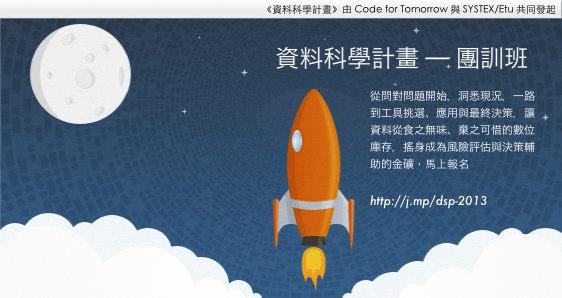 《資料科學計畫》由 Code for Tomorrow 與 SYSTEX/Etu 共同發起
資料科學計畫 — 團訓班
從問對問題開始，洞悉現況，一路
到工具挑選、應用與最終決策，讓
資料從食之無味、棄之可惜的數位
庫存，搖身成為風險評估與決策輔
助的金礦，馬上報名
http://j.mp/dsp-2013